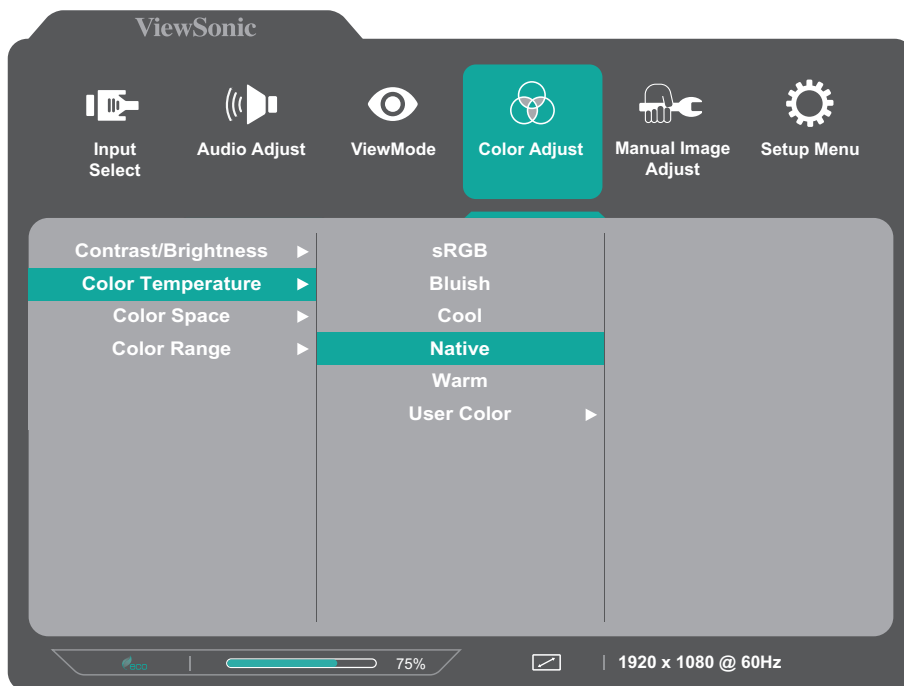 ViewSonic
Input
Select
Audio Adjust
ViewMode
Color Adjust
Manual Image
Adjust
Setup Menu
Contrast/Brightness
Color Temperature
Color Space
Color Range
sRGB
Bluish
Cool
Native
Warm
User Color
eco
75%
1920 x 1080 @ 60Hz